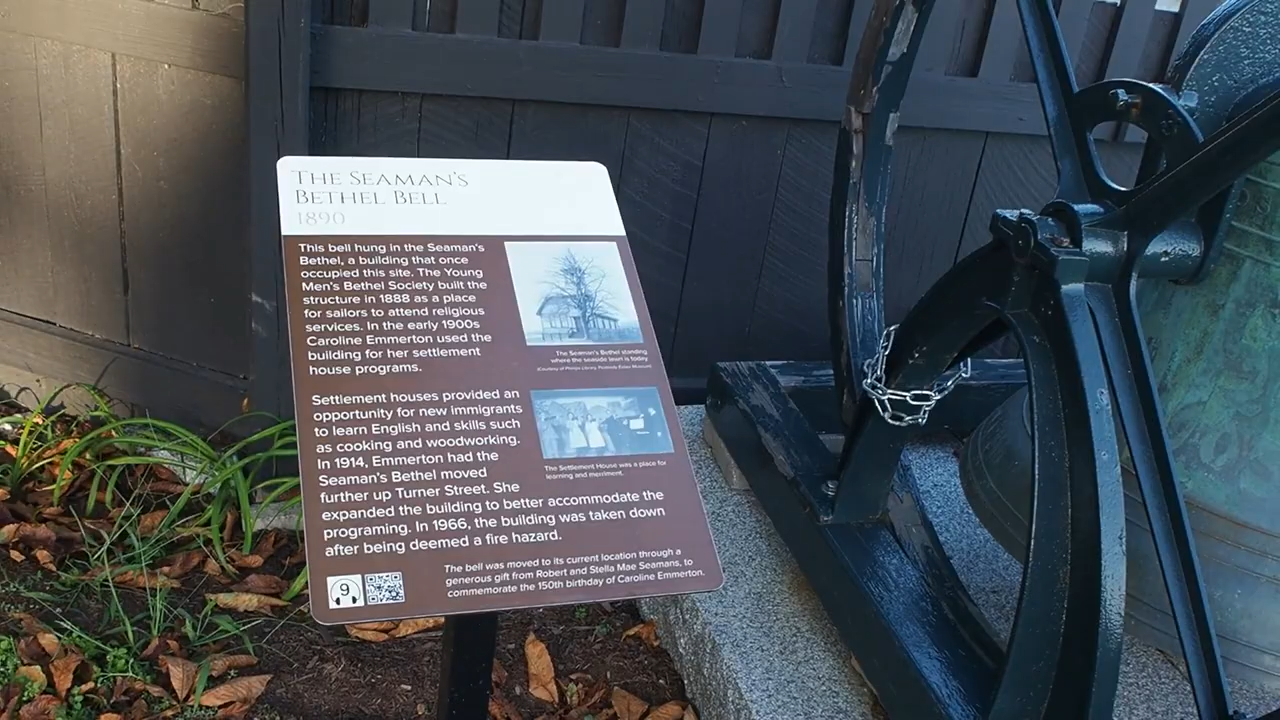 THE SEAMAN'S
BETHEL BELL
1890
This bell hung in the Seaman's
Bethel, a building that once
occupied this site. The Young
Men's Bethel Society built the
structure in 1888 as a place
for sailors to attend religious
services. In the early 1900s
Caroline Emmerton used the
building for her settlement
house programs.
The Seaman's Bethel standing
where the seaside lawn is today
(Courtesy of Phillips Library, Peabody Essex Museum)
Settlement houses provided an
opportunity for new immigrants
to learn English and skills such
as cooking and woodworking.
In 1914, Emmerton had the
Seaman's Bethel moved
further up Turner Street. She
expanded the building to better accommodate the
programing. In 1966, the building was taken down
after being deemed a fire hazard.
The Settlement House was a place for
learning and merriment.
The bell was moved to its current location through a
generous gift from Robert and Stella Mae Seamans, to
commemorate the 150th birthday of Caroline Emmerton.
9